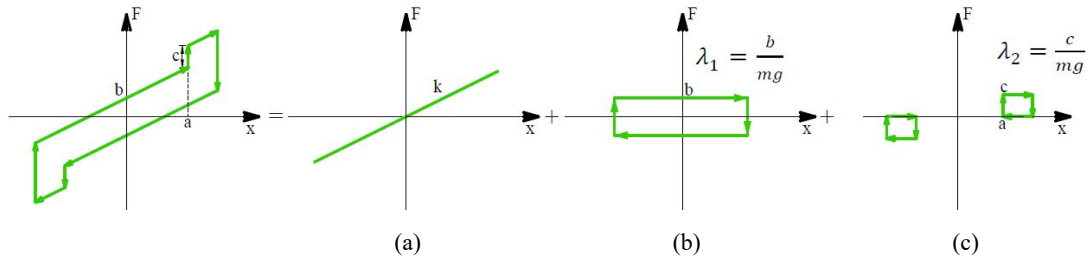 F
c
b
a
x
=
F
k
x
+
F
λ₁ = b/mg
b
x
+
F
λ₂ = c/mg
c
a
x
(a)
(b)
(c)